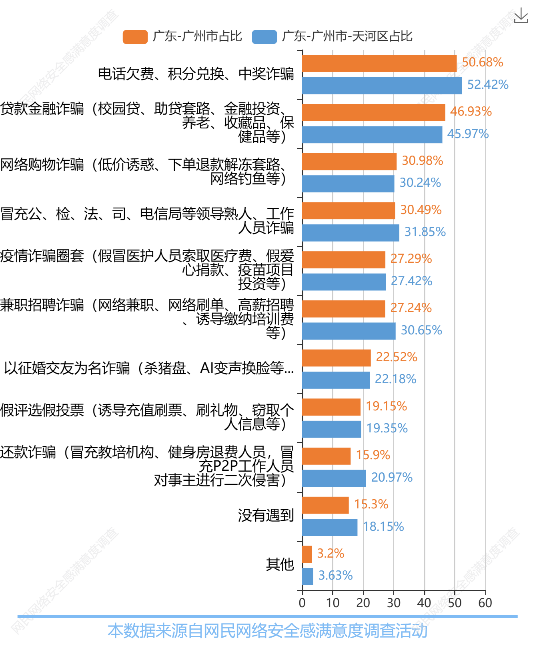 广东-广州市占比 广东-广州市-天河区占比
电话欠费、积分兑换、中奖诈骗
50.68%
52.42%
贷款金融诈骗（校园贷、助贷套路、金融投资、
养老、收藏品、保
健品等）
46.93%
45.97%
网络购物诈骗（低价诱惑、下单退款解冻套路、
网络钓鱼等）
30.98%
30.24%
冒充公、检、法、司、电信局等领导熟人、工作
人员诈骗
30.49%
31.85%
疫情诈骗圈套（假冒医护人员索取医疗费、假爱
心捐款、疫苗项目
投资等）
27.29%
27.42%
兼职招聘诈骗（网络兼职、网络刷单、高薪招聘
、诱导缴纳培训费
等）
27.24%
30.65%
以征婚交友为名诈骗（杀猪盘、AI变声换脸等...
22.52%
22.18%
假评选假投票（诱导充值刷票、刷礼物、窃取个
人信息等）
19.15%
19.35%
还款诈骗（冒充教培机构、健身房退费人员，冒
充P2P工作人员
对事主进行二次侵害）
15.9%
20.97%
没有遇到
15.3%
18.15%
其他
3.2%
3.63%
0 10 20 30 40 50 60
本数据来源自网民网络安全感满意度调查活动